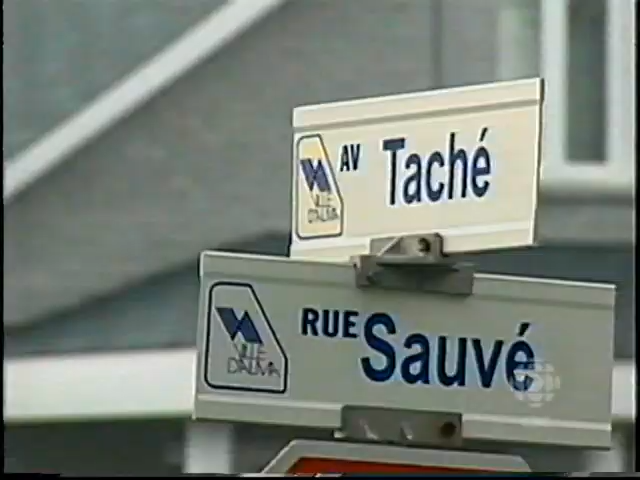 AV Taché
VILLE
D'ALMA
RUE Sauvé
VILLE
D'ALMA